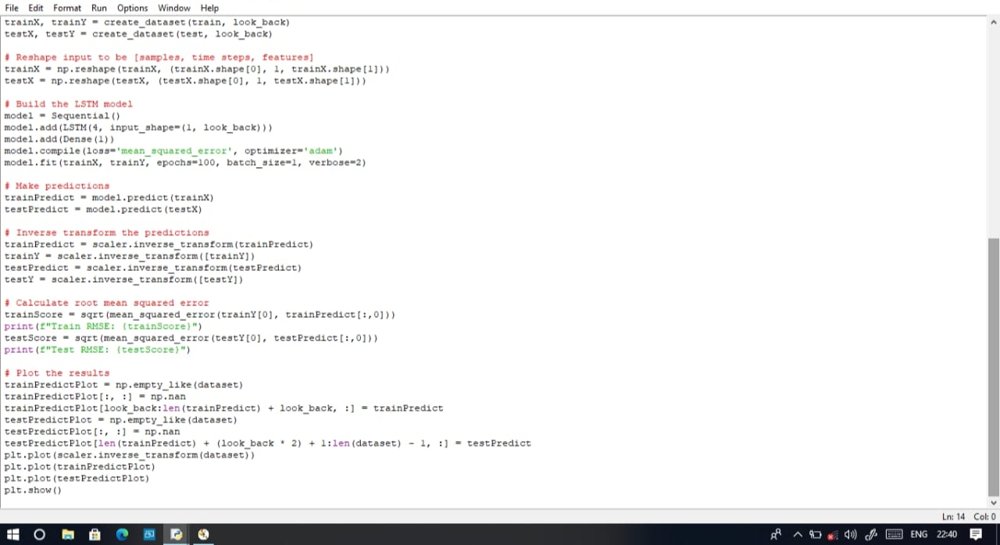 File Edit Format Run Options Window Help
trainX, trainY = create_dataset(train, look_back)
testX, testY = create_dataset(test, look_back)
# Reshape input to be [samples, time steps, features]
trainX = np.reshape(trainX, (trainX.shape[0], 1, trainX.shape[1]))
testX = np.reshape(testX, (testX.shape[0], 1, testX.shape[1]))
# Build the LSTM model
model = Sequential()
model.add(LSTM(4, input_shape=(1, look_back)))
model.add(Dense(1))
model.compile(loss='mean_squared_error', optimizer='adam')
model.fit(trainX, trainY, epochs=100, batch_size=1, verbose=2)
# Make predictions
trainPredict = model.predict(trainX)
testPredict = model.predict(testX)
# Inverse transform the predictions
trainPredict = scaler.inverse_transform(trainPredict)
trainY = scaler.inverse_transform([trainY])
testPredict = scaler.inverse_transform(testPredict)
testY = scaler.inverse_transform([testY])
# Calculate root mean squared error
trainScore = sqrt(mean_squared_error(trainY[0], trainPredict[:,0]))
print(f"Train RMSE: {trainScore}")
testScore = sqrt(mean_squared_error(testY[0], testPredict[:,0]))
print(f"Test RMSE: {testScore}")
# Plot the results
trainPredictPlot = np.empty_like(dataset)
trainPredictPlot[:, :] = np.nan
trainPredictPlot[look_back:len(trainPredict) + look_back, :] = trainPredict
testPredictPlot = np.empty_like(dataset)
testPredictPlot[:, :] = np.nan
testPredictPlot[len(trainPredict) + (look_back * 2) + 1:len(dataset) - 1, :] = testPredict
plt.plot(scaler.inverse_transform(dataset))
plt.plot(trainPredictPlot)
plt.plot(testPredictPlot)
plt.show()
Ln: 14 Col: 0
ENG 22:40